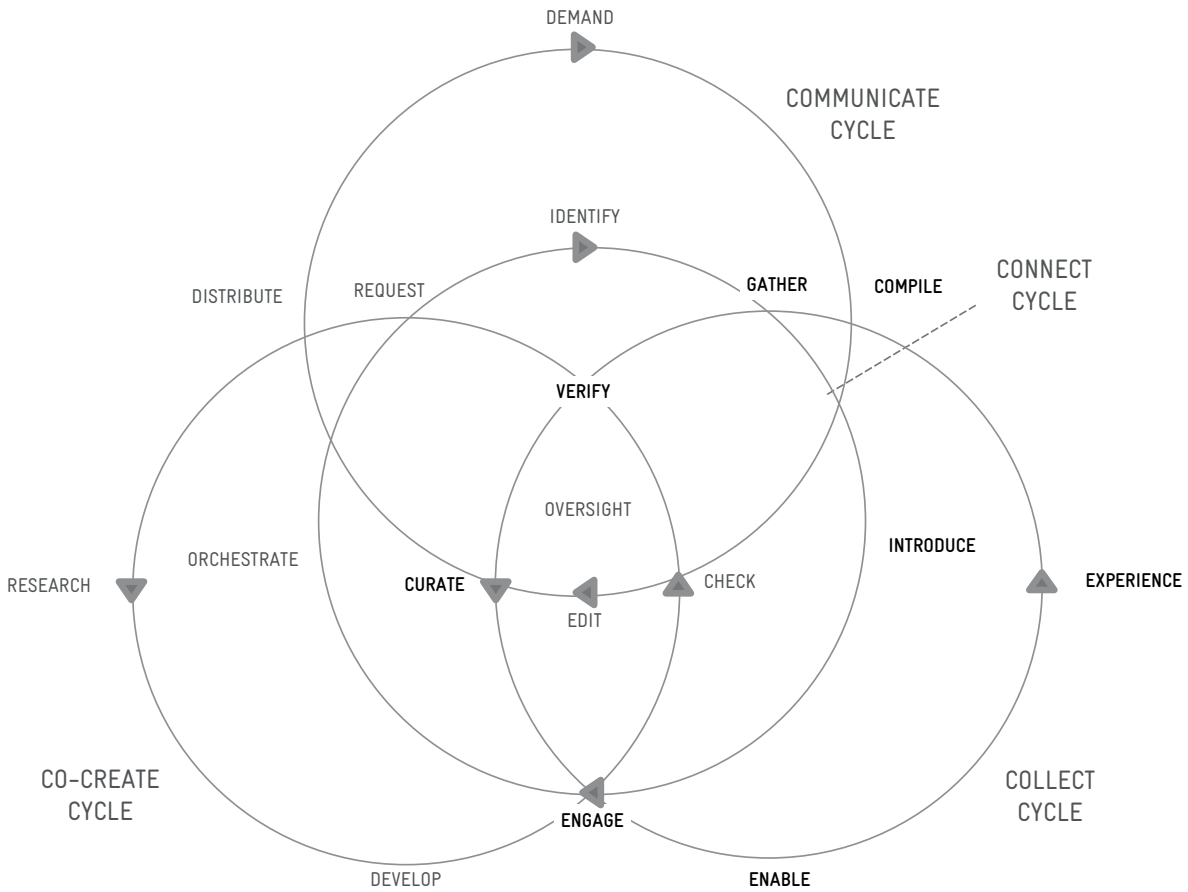 DEMAND
COMMUNICATE
CYCLE
IDENTIFY
CONNECT
CYCLE
DISTRIBUTE
REQUEST
GATHER
COMPILE
VERIFY
OVERSIGHT
ORCHESTRATE
INTRODUCE
RESEARCH
CURATE
CHECK
EXPERIENCE
EDIT
CO-CREATE
CYCLE
COLLECT
CYCLE
ENGAGE
DEVELOP
ENABLE